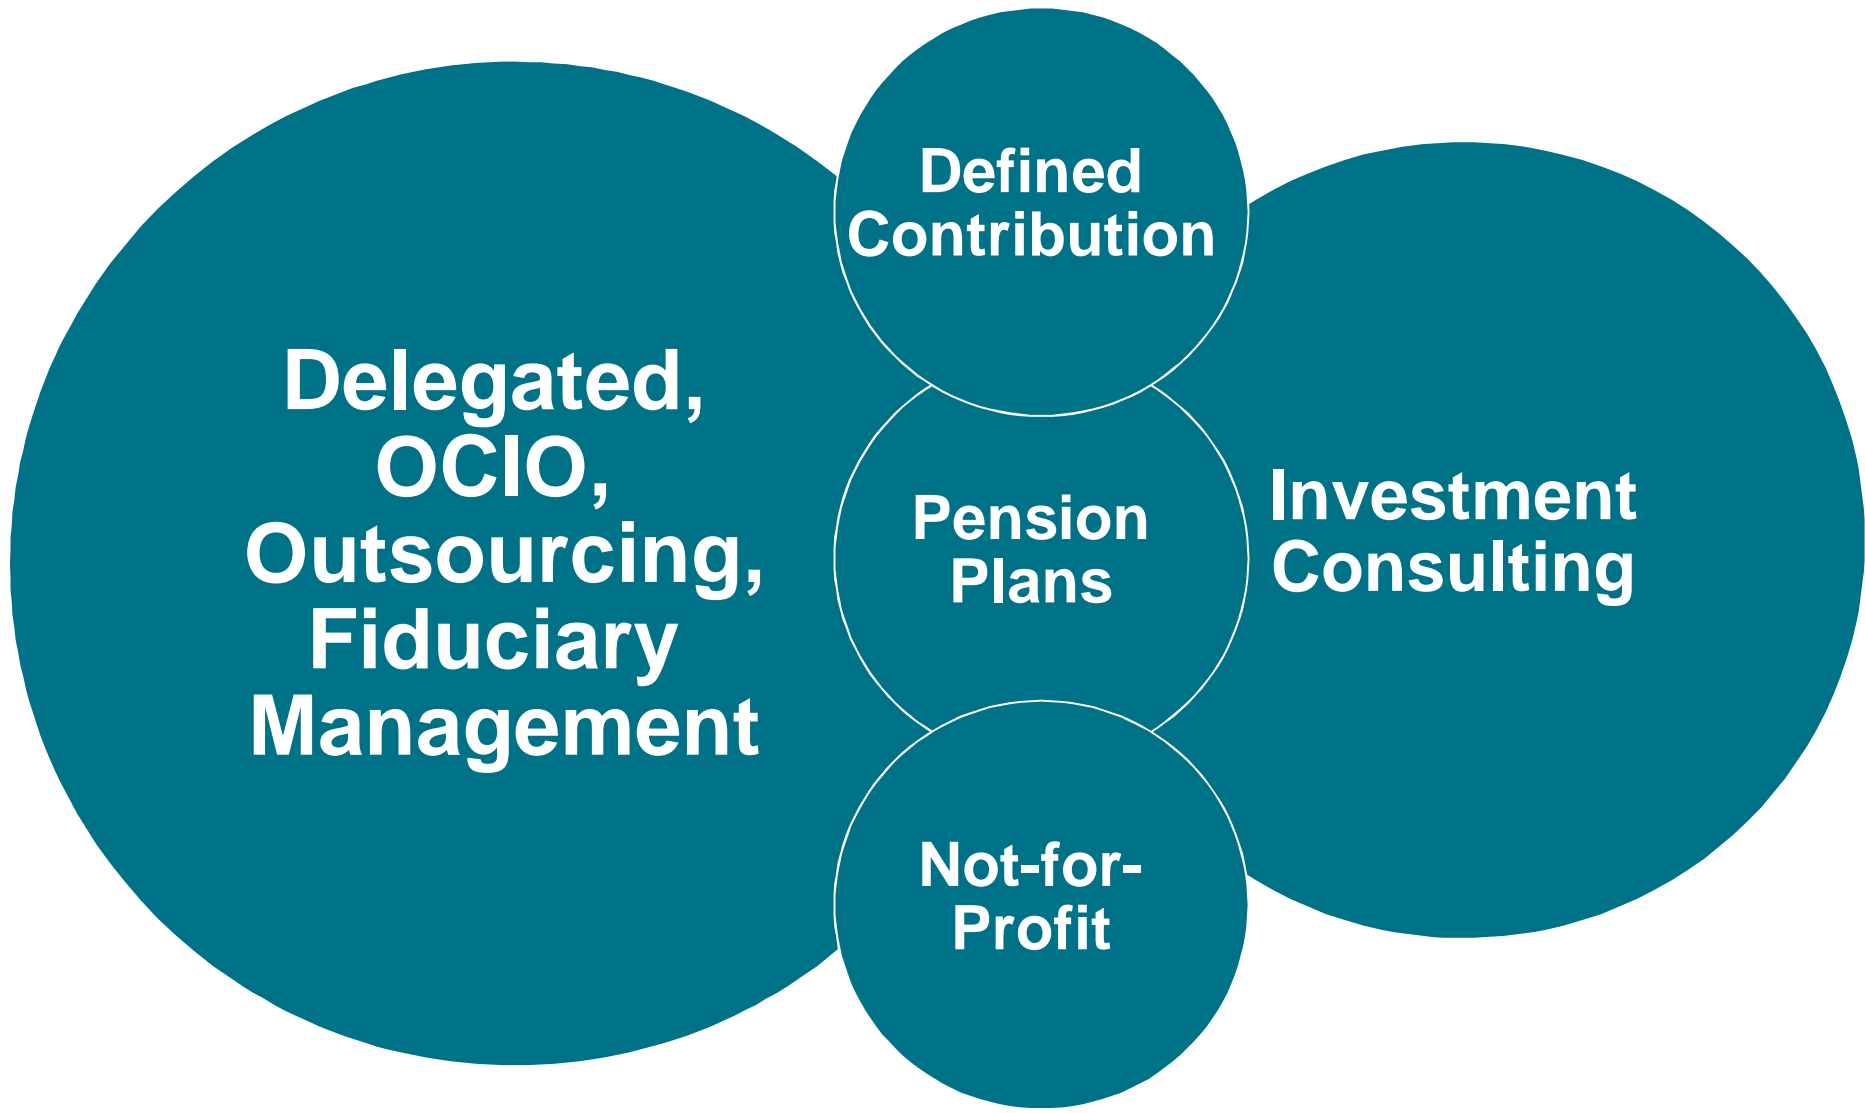 Delegated,
OCIO,
Outsourcing,
Fiduciary
Management
Defined
Contribution
Pension
Plans
Not-for-
Profit
Investment
Consulting